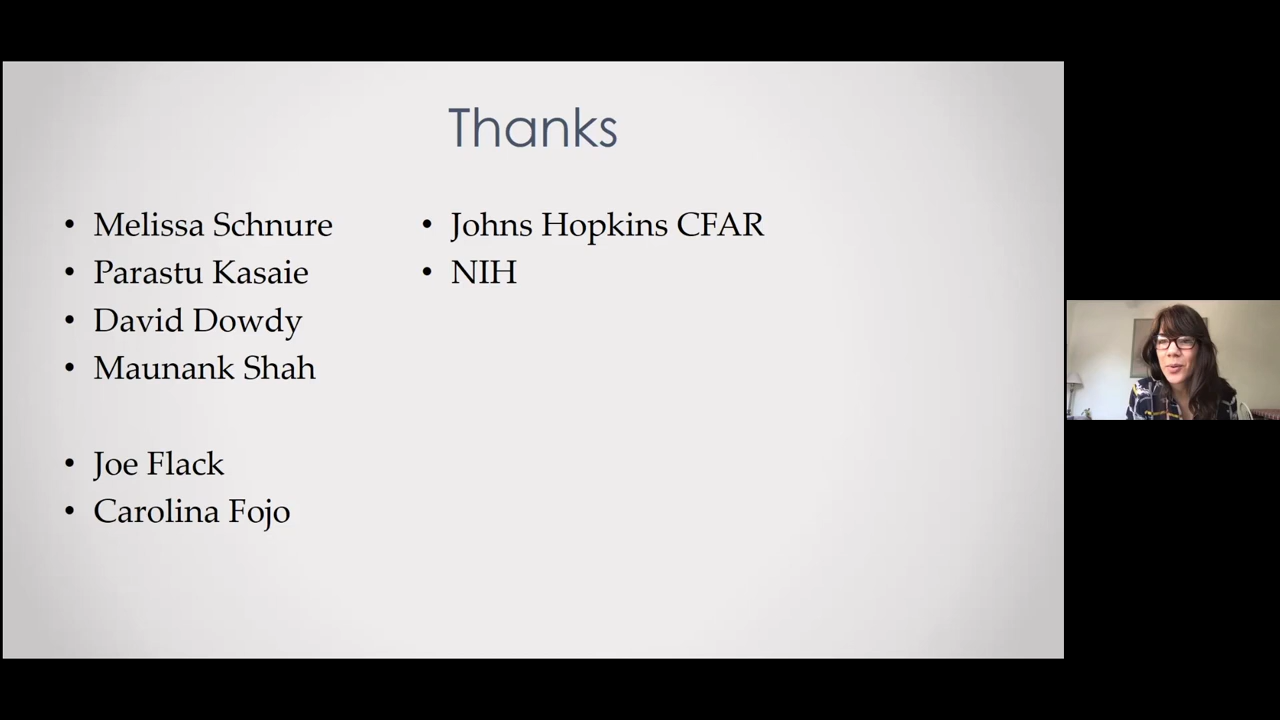 Thanks
• Melissa Schnure
• Parastu Kasaie
• David Dowdy
• Maunank Shah
• Joe Flack
• Carolina Fojo
• Johns Hopkins CFAR
• NIH